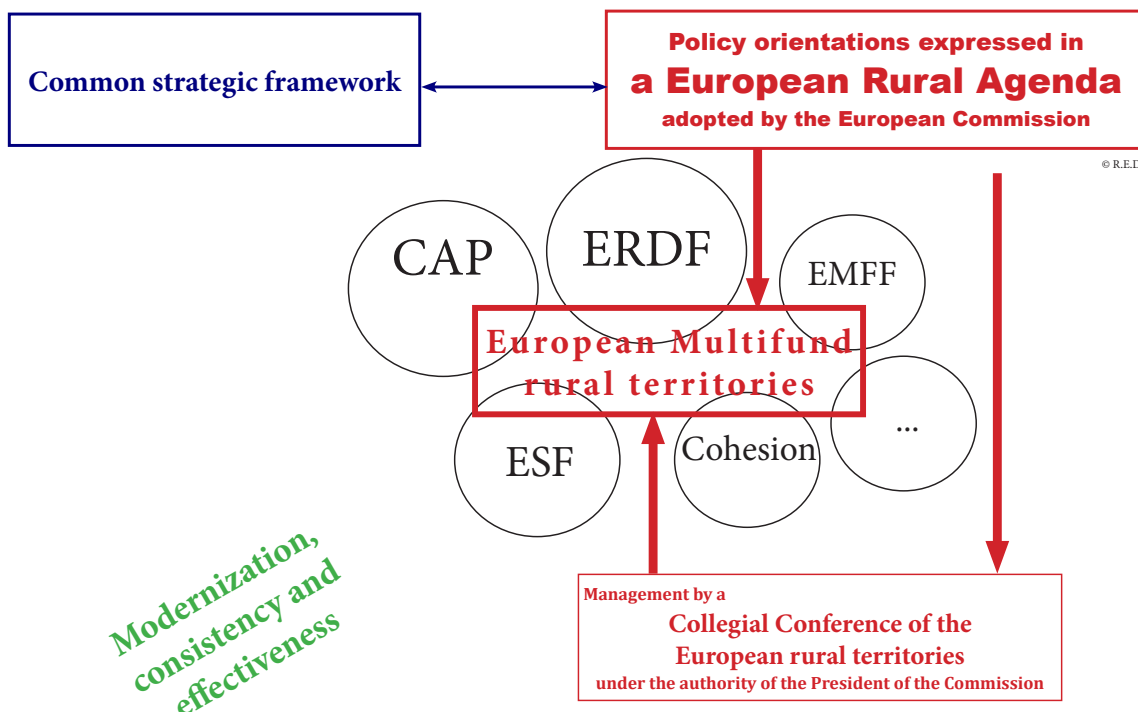 Common strategic framework
Policy orientations expressed in
a European Rural Agenda
adopted by the European Commission
© R.E.D
CAP
ERDF
EMFF
European Multifund
rural territories
ESF
Cohesion
...
Modernization,
consistency and
effectiveness
Management by a
Collegial Conference of the
European rural territories
under the authority of the President of the Commission